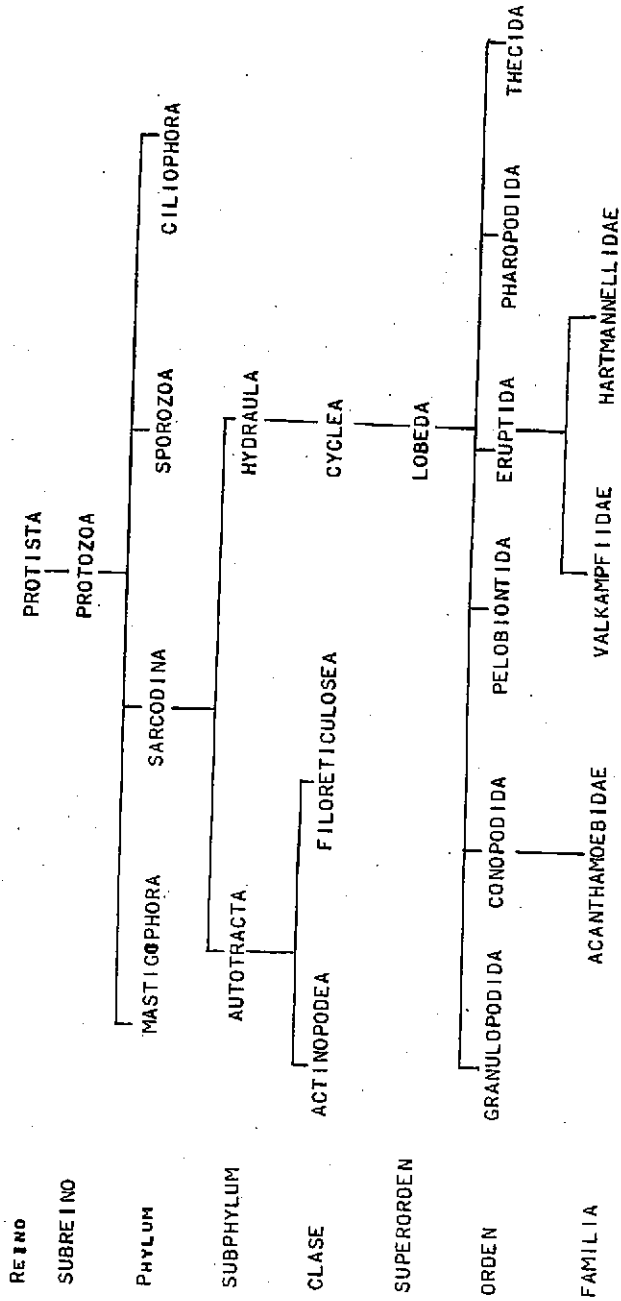 REINO PROTISTA
SUBREINO PROTOZOA
PHYLUM MASTIGOPHORA SARCODINA SPOROZOA CILIOPHORA
SUBPHYLUM AUTOTRACTA HYDRAULA
CLASE ACTINOPODEA FILORETICULOSEA CYCLEA
SUPERORDEN LOBEDA
ORDEN GRANULOPODIDA CONOPODIDA PELOBIONTIDA ERUPTIDA PHAROPODIDA THECIDA
FAMILIA ACANTHAMOEBIDAE VALKAMPFIIDAE HARTMANNELLIDAE